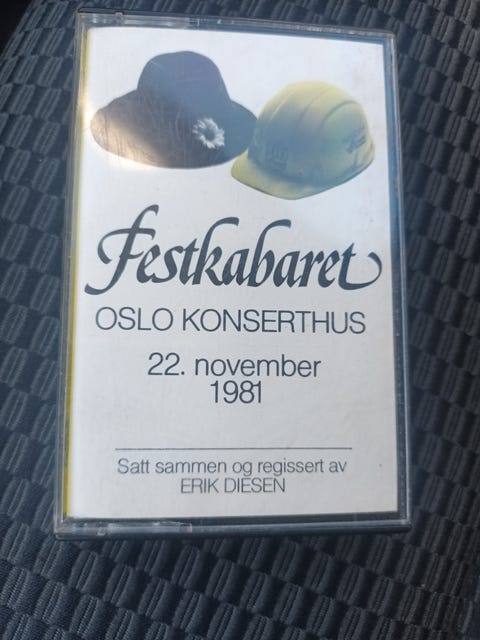 Festkabaret
OSLO KONSERTHUS
22. november
1981
Satt sammen og regissert av
ERIK DIESEN